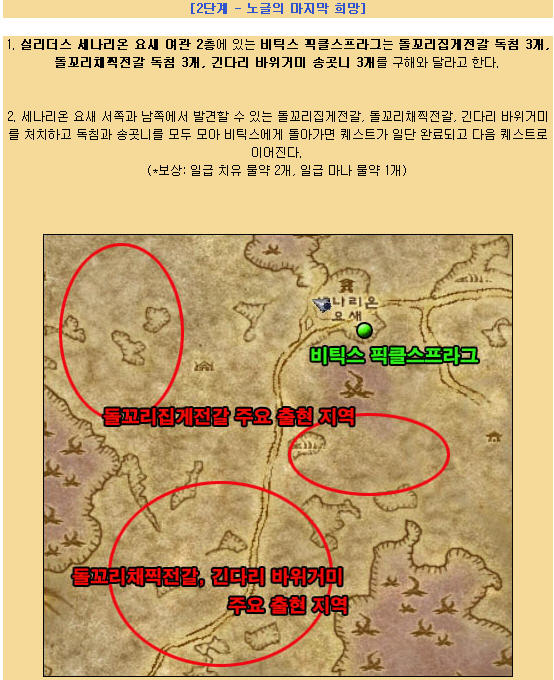 [2단계 - 노글의 마지막 희망]
1. 실리더스 세나리온 요새 여관 2층에 있는 비틱스 픽클스프라그는 돌꼬리집게전갈 독침 3개,
돌꼬리채찍전갈 독침 3개, 긴다리 바위거미 송곳니 3개를 구해와 달라고 한다.
2. 세나리온 요새 서쪽과 남쪽에서 발견할 수 있는 돌꼬리집게전갈, 돌꼬리채찍전갈, 긴다리 바위거미
를 처치하고 독침과 송곳니를 모두 모아 비틱스에게 돌아가면 퀘스트가 일단 완료되고 다음 퀘스트로
이어진다.
(*보상: 일급 치유 물약 2개, 일급 마나 물약 1개)
나리온
요새
비틱스 픽클스프라그
돌꼬리집게전갈 주요 출현 지역
돌꼬리채찍전갈, 긴다리 바위거미
주요 출현 지역